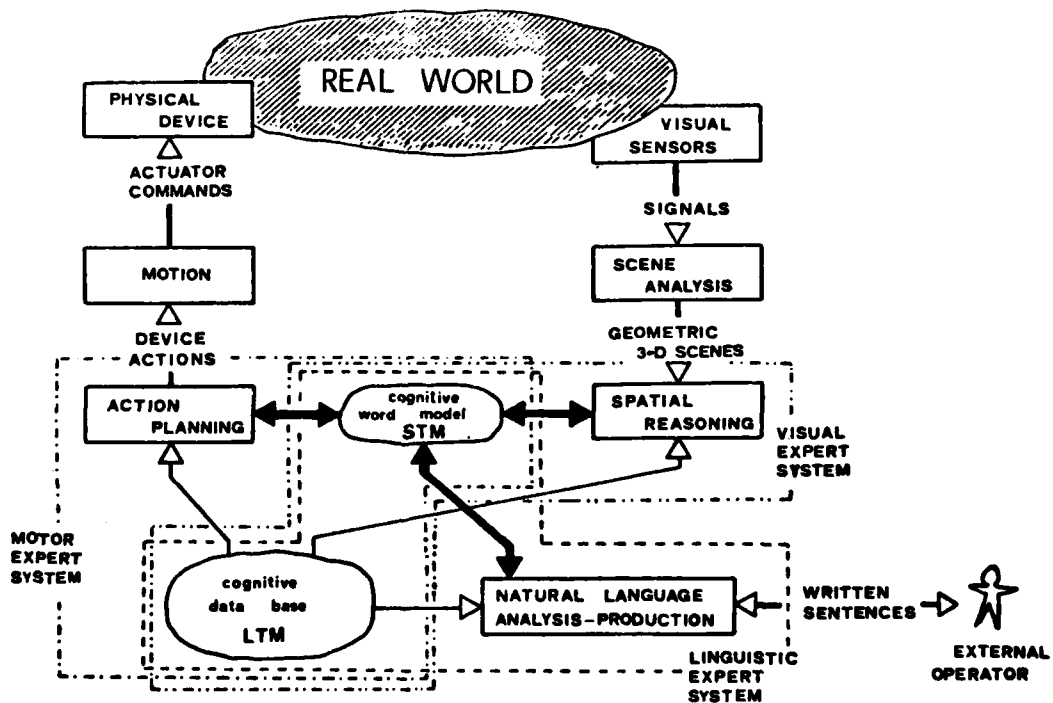 REAL WORLD
PHYSICAL
DEVICE
VISUAL
SENSORS
ACTUATOR
COMMANDS
SIGNALS
MOTION
SCENE
ANALYSIS
DEVICE
ACTIONS
GEOMETRIC
3-D SCENES
ACTION
PLANNING
cognitive
word model
STM
SPATIAL
REASONING
VISUAL
EXPERT
SYSTEM
MOTOR
EXPERT
SYSTEM
cognitive
data base
LTM
NATURAL LANGUAGE
ANALYSIS-PRODUCTION
WRITTEN
SENTENCES
EXTERNAL
OPERATOR
LINGUISTIC
EXPERT
SYSTEM